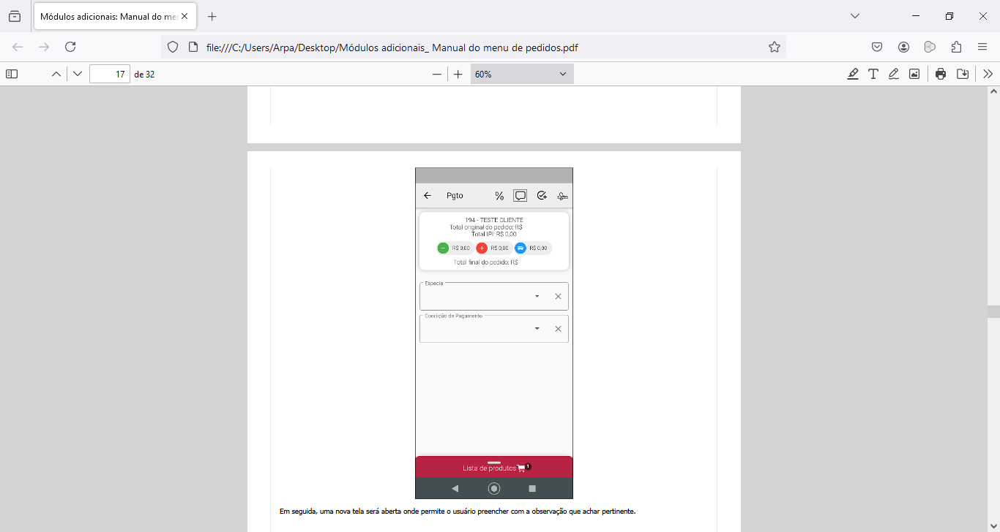 Módulos adicionais: Manual do me
file:///C:/Users/Arpa/Desktop/Módulos adicionais_ Manual do menu de pedidos.pdf
17 de 32
60%
Pgto
194 - TESTE CLIENTE
Total original do pedido: R$
Total IPI: R$ 0,00
R$ 0,00 R$ 0,00 R$ 0,00
Total final do pedido: R$
Especie
Condição de Pagamento
Lista de produtos 1
Em seguida, uma nova tela será aberta onde permite o usuário preencher com a observação que achar pertinente.